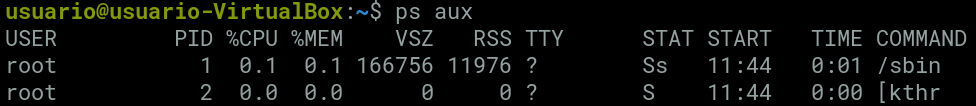 usuario@usuario-VirtualBox:~$ ps aux
USER         PID %CPU %MEM    VSZ   RSS TTY      STAT START   TIME COMMAND
root           1  0.1  0.1 166756 11976 ?        Ss   11:44   0:01 /sbin
root           2  0.0  0.0      0     0 ?        S    11:44   0:00 [kthr